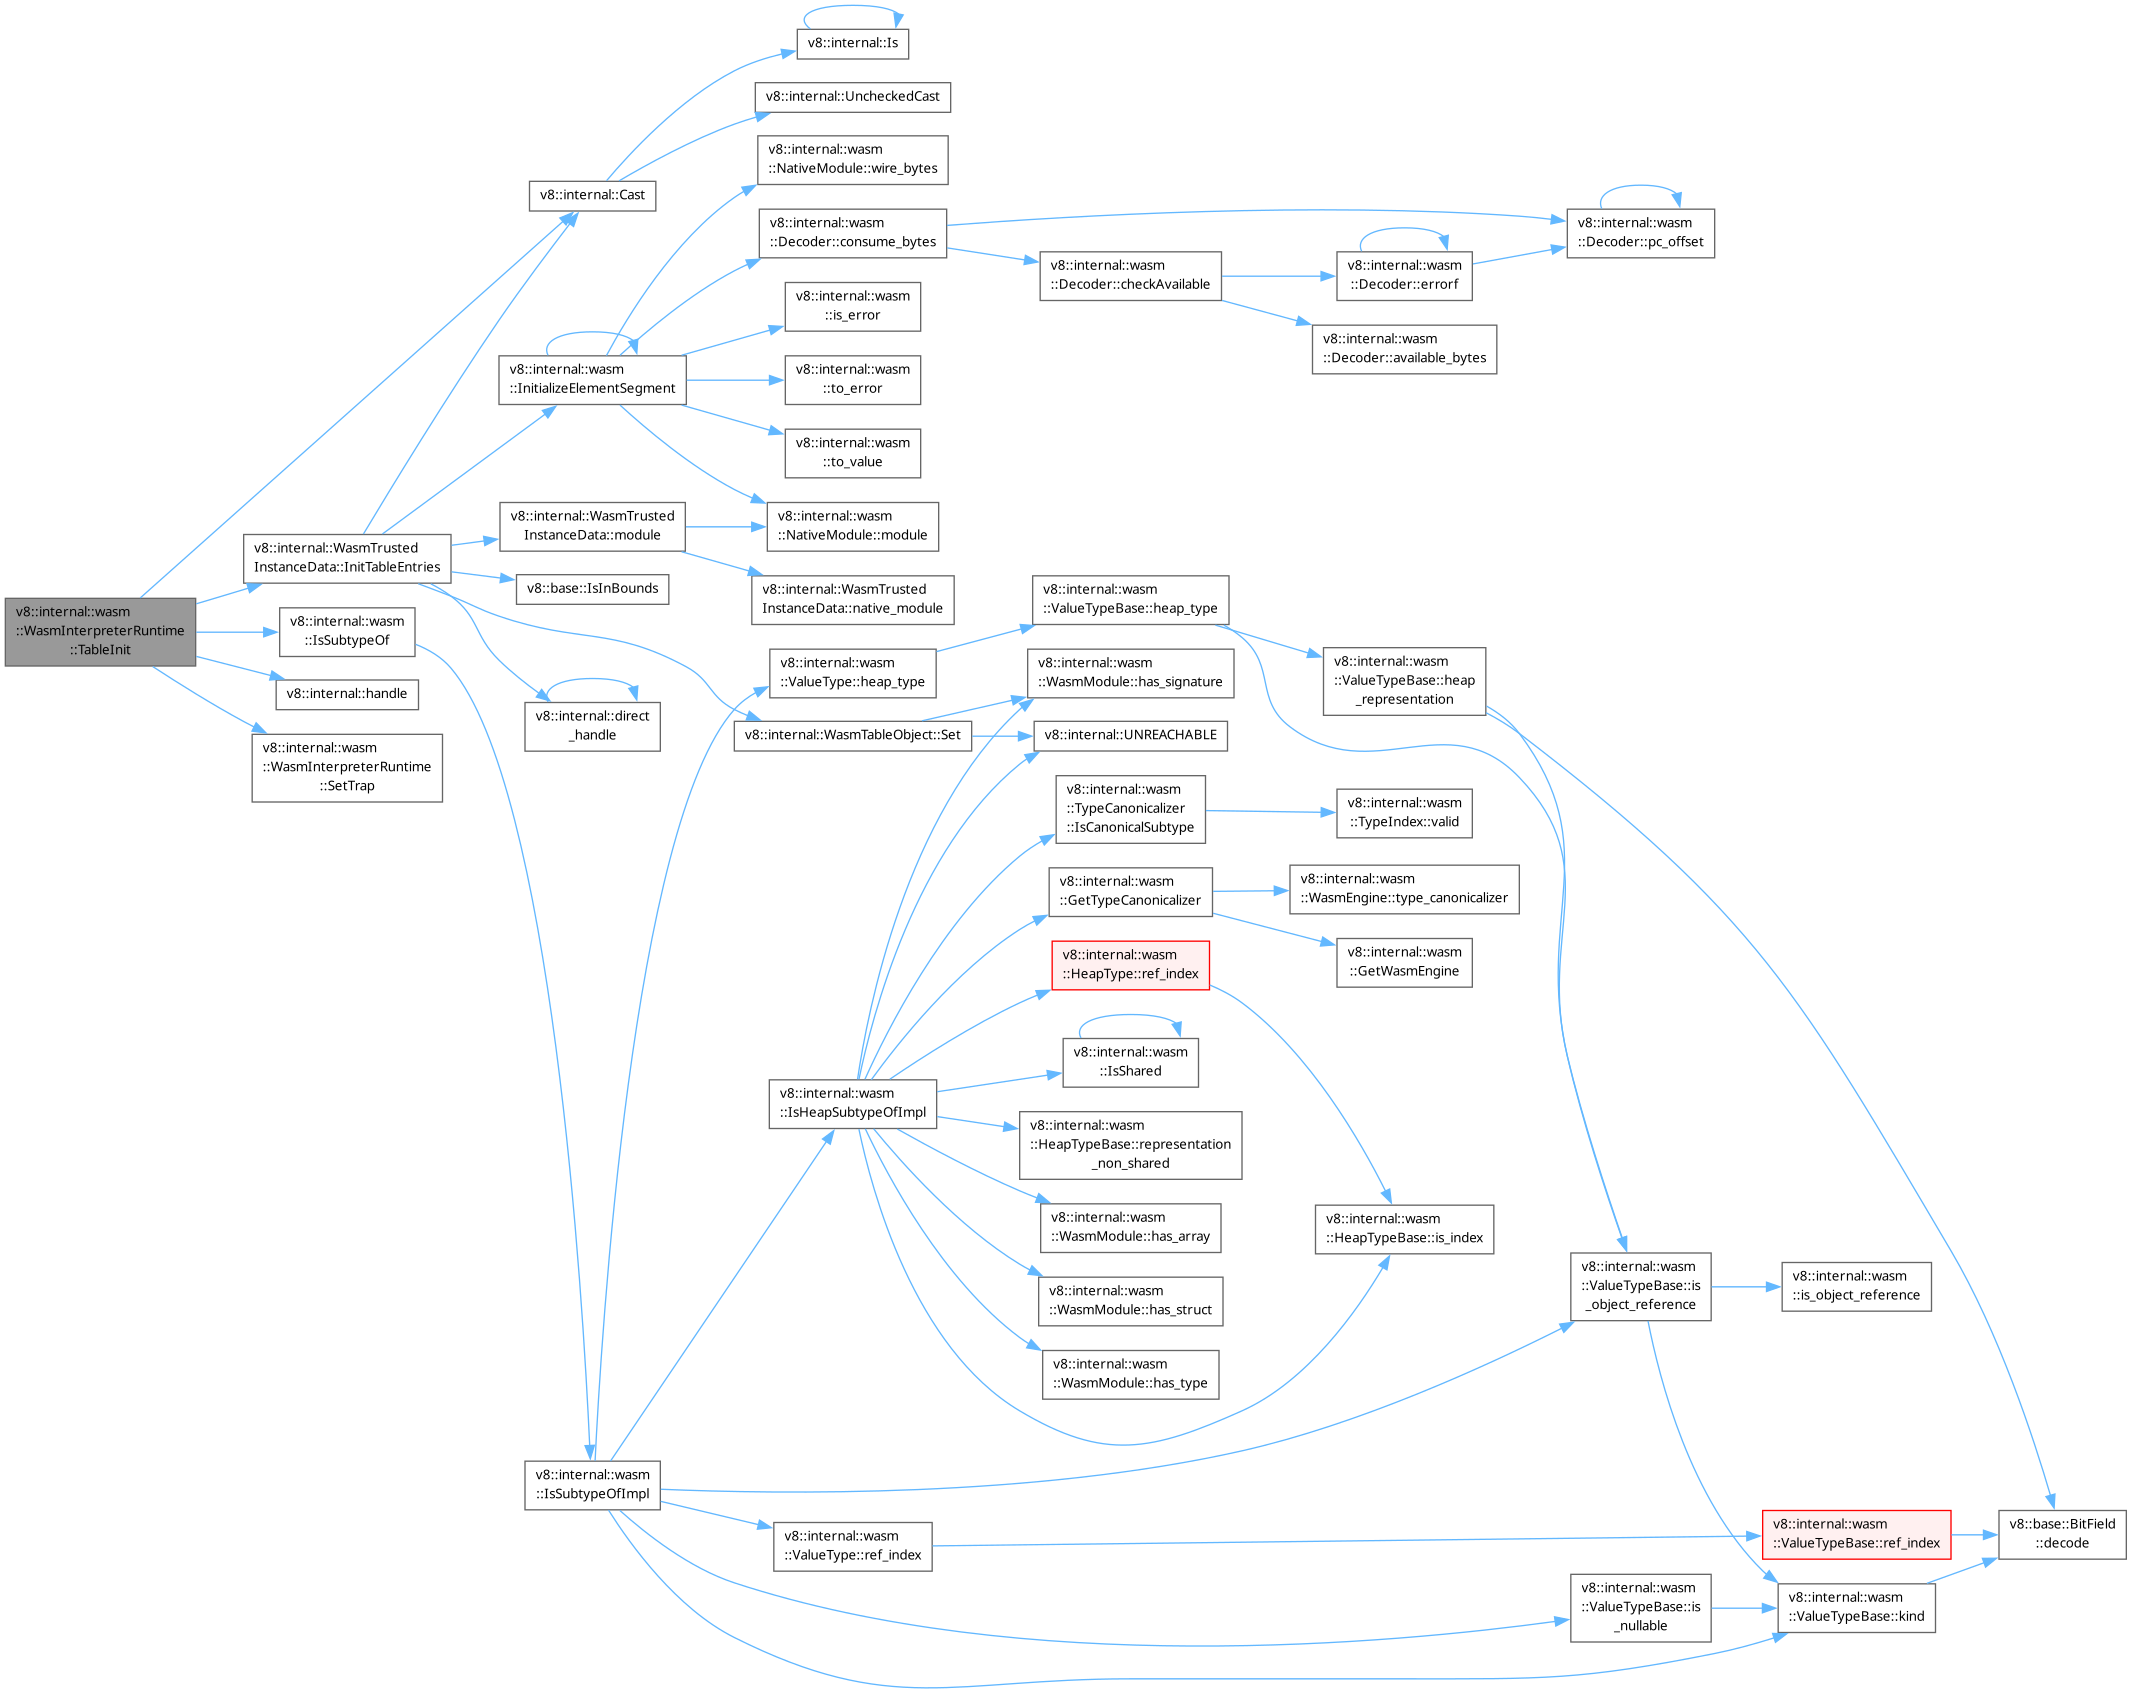 v8::internal::Is
v8::internal::UncheckedCast
v8::internal::wasm
::NativeModule::wire_bytes
v8::internal::Cast
v8::internal::wasm
::Decoder::consume_bytes
v8::internal::wasm
::Decoder::pc_offset
v8::internal::wasm
::Decoder::checkAvailable
v8::internal::wasm
::Decoder::errorf
v8::internal::wasm
::is_error
v8::internal::wasm
::Decoder::available_bytes
v8::internal::wasm
::InitializeElementSegment
v8::internal::wasm
::to_error
v8::internal::wasm
::to_value
v8::internal::WasmTrusted
InstanceData::module
v8::internal::wasm
::NativeModule::module
v8::internal::WasmTrusted
InstanceData::InitTableEntries
v8::base::IsInBounds
v8::internal::WasmTrusted
InstanceData::native_module
v8::internal::wasm
::ValueTypeBase::heap_type
v8::internal::wasm
::WasmInterpreterRuntime
::TableInit
v8::internal::wasm
::IsSubtypeOf
v8::internal::handle
v8::internal::wasm
::ValueType::heap_type
v8::internal::wasm
::WasmModule::has_signature
v8::internal::wasm
::ValueTypeBase::heap
_representation
v8::internal::direct
_handle
v8::internal::WasmTableObject::Set
v8::internal::UNREACHABLE
v8::internal::wasm
::WasmInterpreterRuntime
::SetTrap
v8::internal::wasm
::TypeCanonicalizer
::IsCanonicalSubtype
v8::internal::wasm
::TypeIndex::valid
v8::internal::wasm
::GetTypeCanonicalizer
v8::internal::wasm
::WasmEngine::type_canonicalizer
v8::internal::wasm
::GetWasmEngine
v8::internal::wasm
::HeapType::ref_index
v8::internal::wasm
::IsShared
v8::internal::wasm
::IsHeapSubtypeOfImpl
v8::internal::wasm
::HeapTypeBase::representation
_non_shared
v8::internal::wasm
::WasmModule::has_array
v8::internal::wasm
::HeapTypeBase::is_index
v8::internal::wasm
::WasmModule::has_struct
v8::internal::wasm
::ValueTypeBase::is
_object_reference
v8::internal::wasm
::is_object_reference
v8::internal::wasm
::WasmModule::has_type
v8::internal::wasm
::IsSubtypeOfImpl
v8::internal::wasm
::ValueType::ref_index
v8::internal::wasm
::ValueTypeBase::ref_index
v8::base::BitField
::decode
v8::internal::wasm
::ValueTypeBase::is
_nullable
v8::internal::wasm
::ValueTypeBase::kind